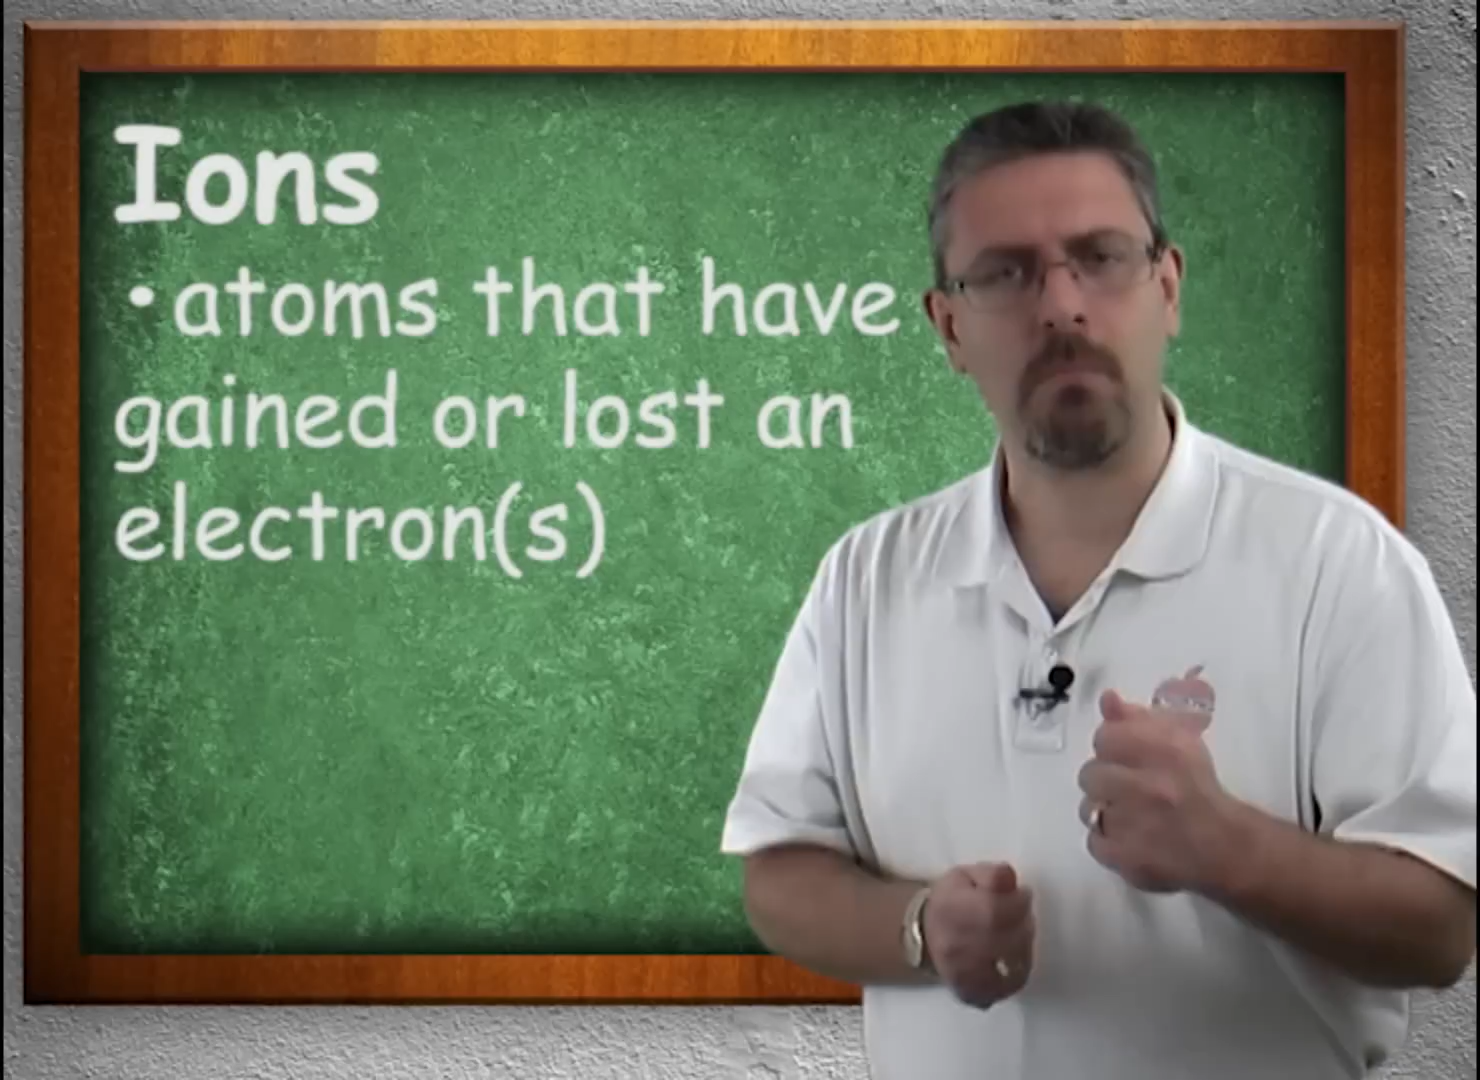 Ions
•atoms that have
gained or lost an
electron(s)